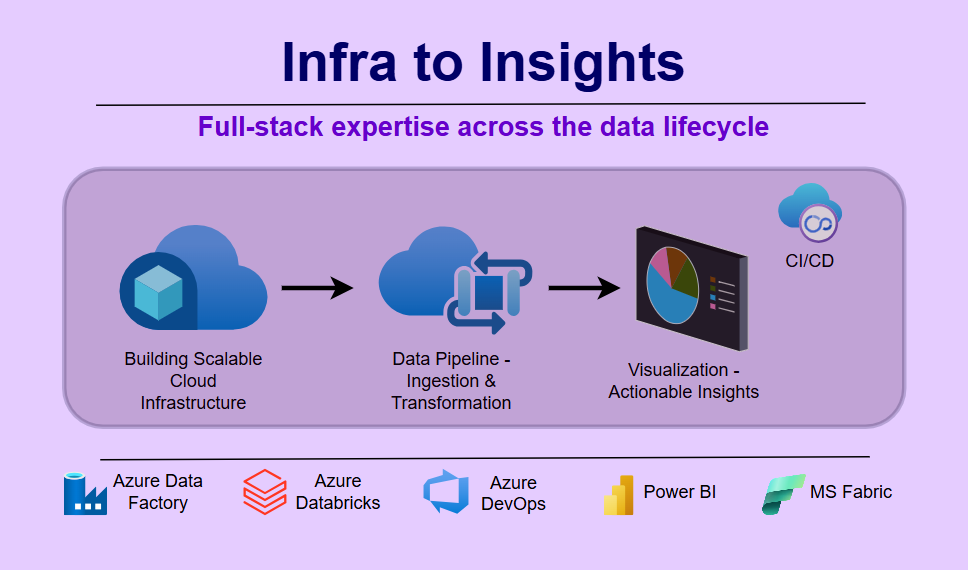 Infra to Insights
Full-stack expertise across the data lifecycle
CI/CD
Building Scalable
Cloud
Infrastructure
Data Pipeline -
Ingestion &
Transformation
Visualization -
Actionable Insights
Azure Data
Factory
Azure
Databricks
Azure
DevOps
Power BI
MS Fabric